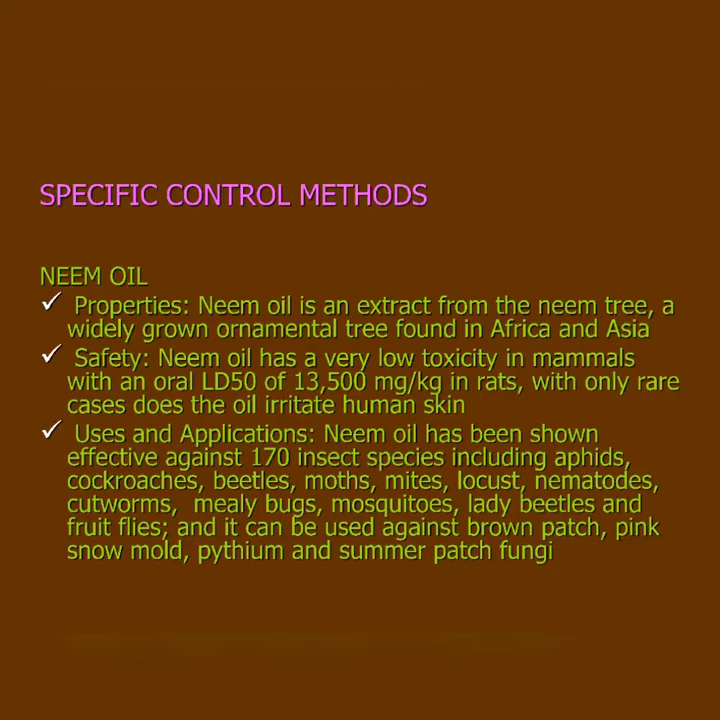 SPECIFIC CONTROL METHODS
NEEM OIL
✓ Properties: Neem oil is an extract from the neem tree, a
widely grown ornamental tree found in Africa and Asia
✓ Safety: Neem oil has a very low toxicity in mammals
with an oral LD50 of 13,500 mg/kg in rats, with only rare
cases does the oil irritate human skin
✓ Uses and Applications: Neem oil has been shown
effective against 170 insect species including aphids,
cockroaches, beetles, moths, mites, locust, nematodes,
cutworms,  mealy bugs, mosquitoes, lady beetles and
fruit flies; and it can be used against brown patch, pink
snow mold, pythium and summer patch fungi